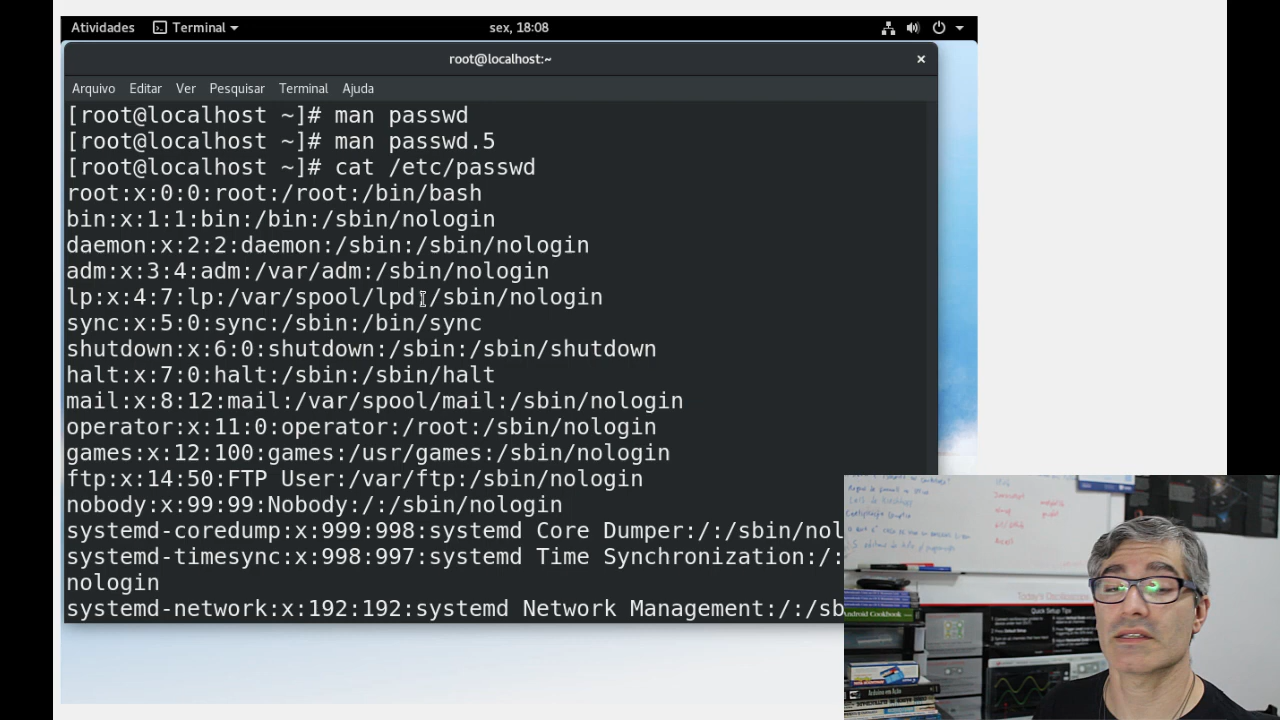 Atividades Terminal sex, 18:08
root@localhost:~ ×
Arquivo Editar Ver Pesquisar Terminal Ajuda
[root@localhost ~]# man passwd
[root@localhost ~]# man passwd.5
[root@localhost ~]# cat /etc/passwd
root:x:0:0:root:/root:/bin/bash
bin:x:1:1:bin:/bin:/sbin/nologin
daemon:x:2:2:daemon:/sbin:/sbin/nologin
adm:x:3:4:adm:/var/adm:/sbin/nologin
lp:x:4:7:lp:/var/spool/lpd:/sbin/nologin
sync:x:5:0:sync:/sbin:/bin/sync
shutdown:x:6:0:shutdown:/sbin:/sbin/shutdown
halt:x:7:0:halt:/sbin:/sbin/halt
mail:x:8:12:mail:/var/spool/mail:/sbin/nologin
operator:x:11:0:operator:/root:/sbin/nologin
games:x:12:100:games:/usr/games:/sbin/nologin
ftp:x:14:50:FTP User:/var/ftp:/sbin/nologin
nobody:x:99:99:Nobody:/:/sbin/nologin
systemd-coredump:x:999:998:systemd Core Dumper:/:/sbin/nol
systemd-timesync:x:998:997:systemd Time Synchronization:/:
nologin
systemd-network:x:192:192:systemd Network Management:/:/sb
Today's Oscilloscope
Quick Setup Tips
Android Cookbook